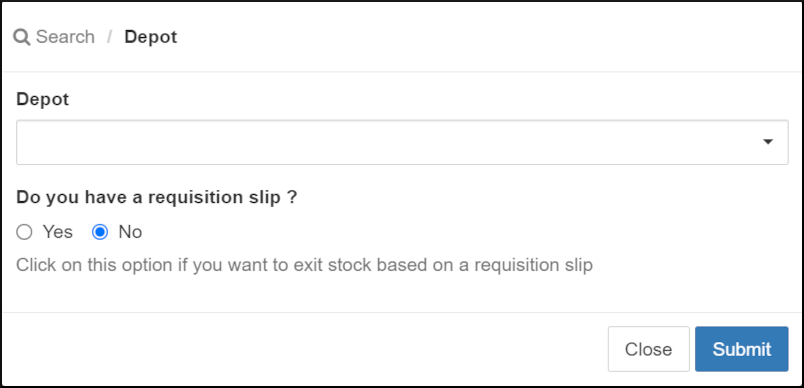 Search / Depot
Depot
Do you have a requisition slip ?
Yes No
Click on this option if you want to exit stock based on a requisition slip
Close Submit